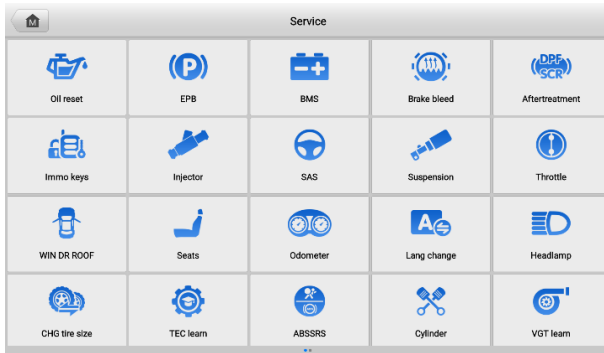 M
Service
Oil reset
EPB
BMS
Brake bleed
DPF
SCR
Aftertreatment
Immo keys
Injector
SAS
Suspension
Throttle
WIN DR ROOF
Seats
Odometer
A
Lang change
Headlamp
CHG tire size
TEC learn
ABSSRS
Cylinder
VGT learn